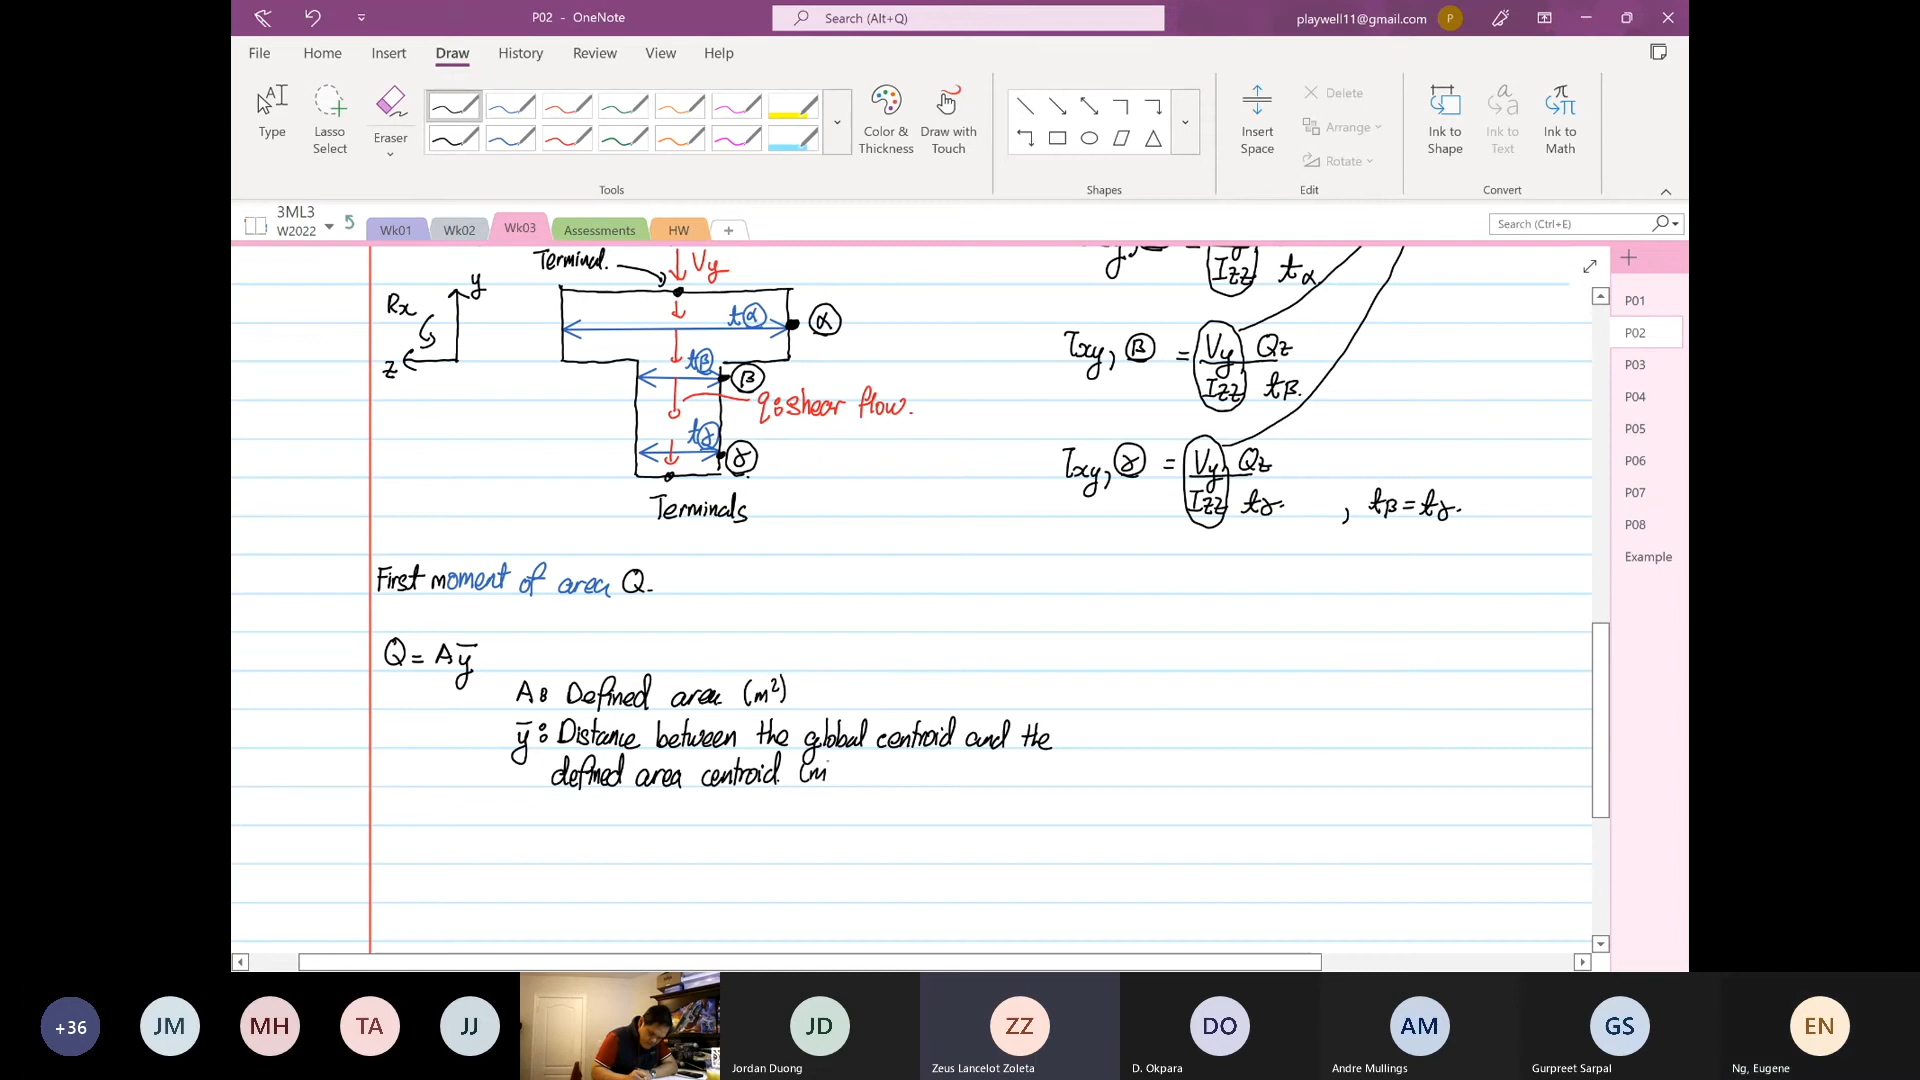 P02 - OneNote
Search (Alt+Q)
playwell11@gmail.com
P
File Home Insert Draw History Review View Help
Type
Lasso Select
Eraser
Color & Thickness
Draw with Touch
Insert Space
Delete
Arrange
Rotate
Ink to Shape
Ink to Text
Ink to Math
Tools
Shapes
Edit
Convert
3ML3
W2022
Wk01 Wk02 Wk03 Assessments HW +
Search (Ctrl+E)
P01
P02
P03
P04
P05
P06
P07
P08
Example
Terminal.
Vy
y
Rx
z
tα
α
tβ
β
q: shear flow.
tγ
γ
Terminals
Izz tα
τxy, β = Vy Qz
Izz tβ.
τxy, γ = Vy Qz
Izz tγ. , tβ = tγ.
First moment of area Q.
Q = A ȳ
A: Defined area (m²)
ȳ: Distance between the global centroid and the
defined area centroid. (m
+36
JM
MH
TA
JJ
JD
Jordan Duong
ZZ
Zeus Lancelot Zoleta
DO
D. Okpara
AM
Andre Mullings
GS
Gurpreet Sarpal
EN
Ng, Eugene